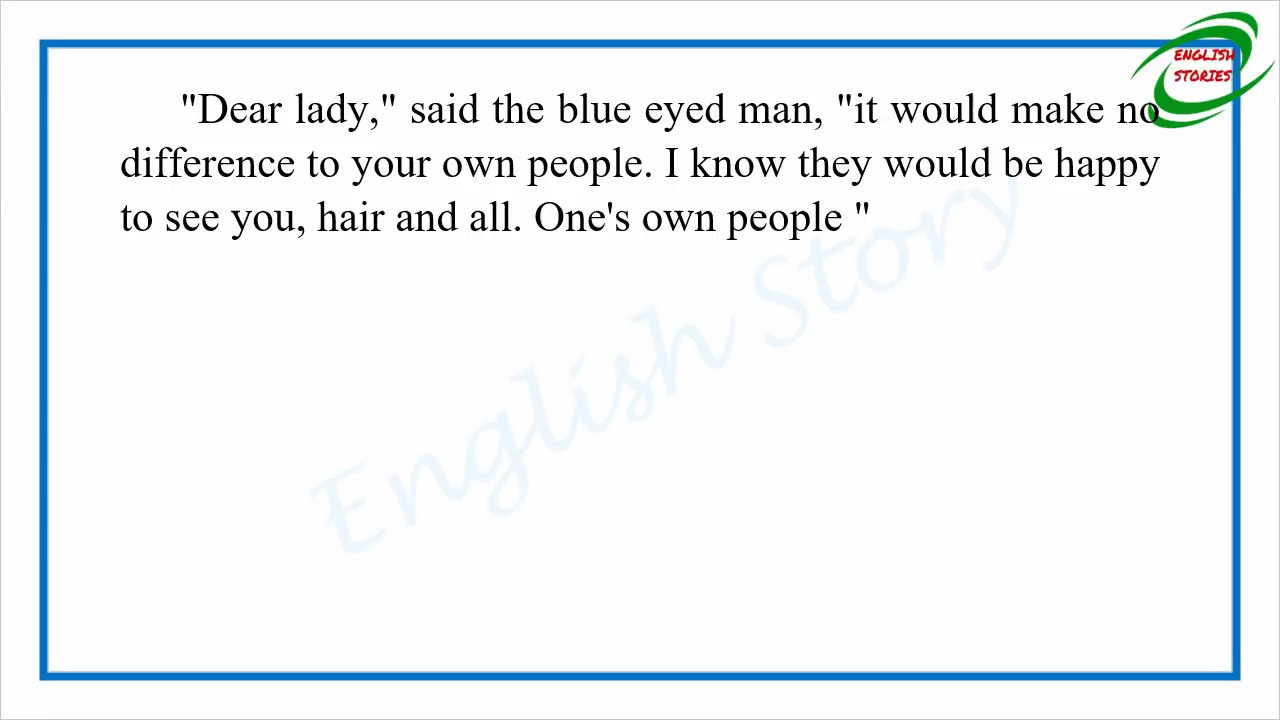 ENGLISH
STORIES
"Dear lady," said the blue eyed man, "it would make no
difference to your own people. I know they would be happy
to see you, hair and all. One's own people "
English Story